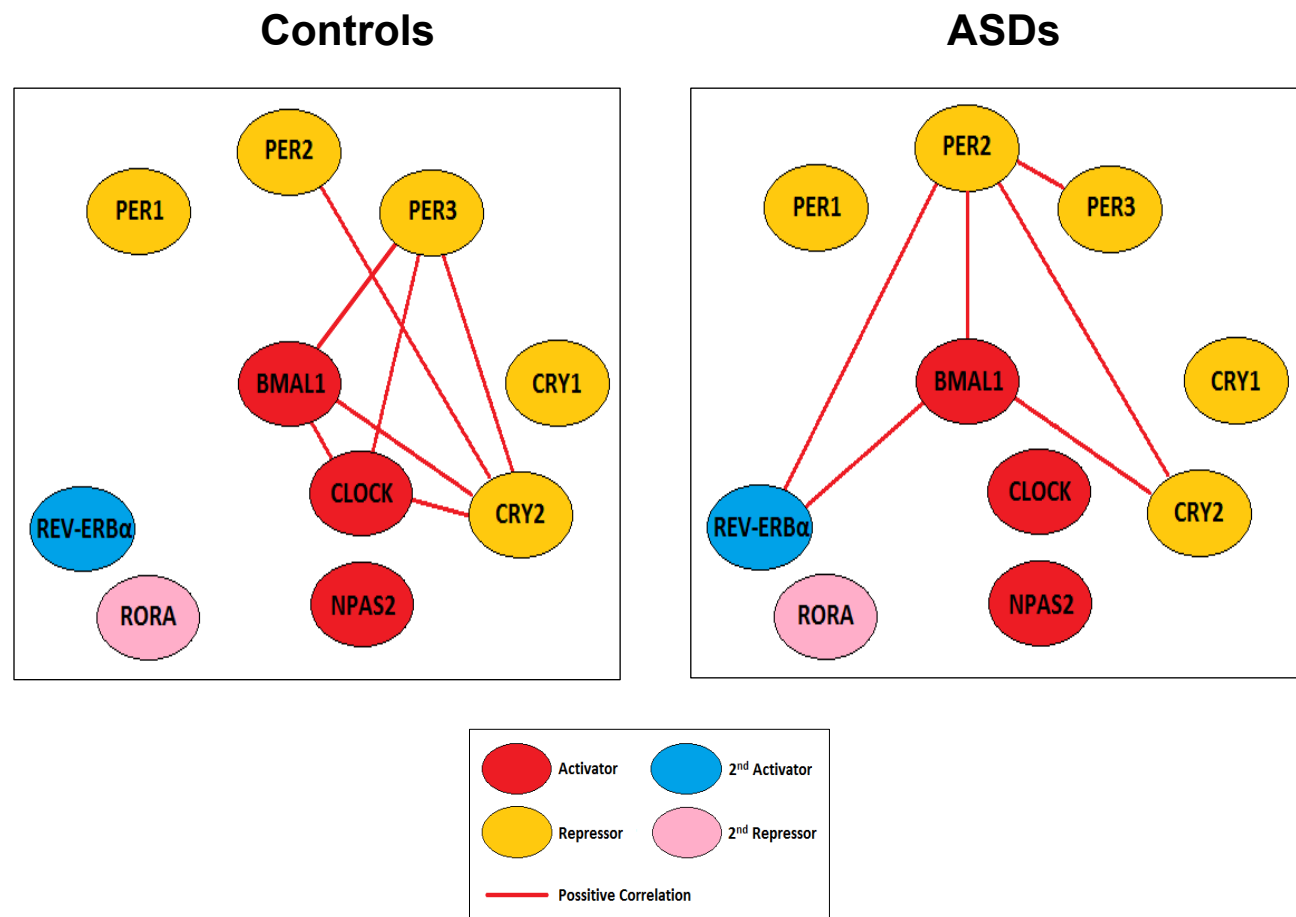 Controls
PER2
PER1
PER3
BMAL1
CRY1
CLOCK
CRY2
REV-ERBα
NPAS2
RORA
ASDs
PER2
PER1
PER3
BMAL1
CRY1
CLOCK
CRY2
REV-ERBα
NPAS2
RORA
Activator
2nd Activator
Repressor
2nd Repressor
Possitive Correlation